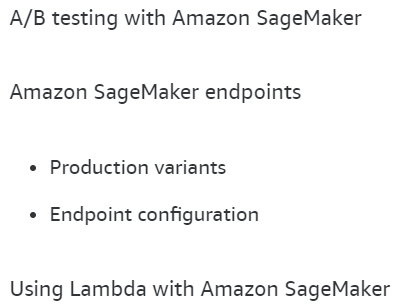 A/B testing with Amazon SageMaker
Amazon SageMaker endpoints
• Production variants
• Endpoint configuration
Using Lambda with Amazon SageMaker